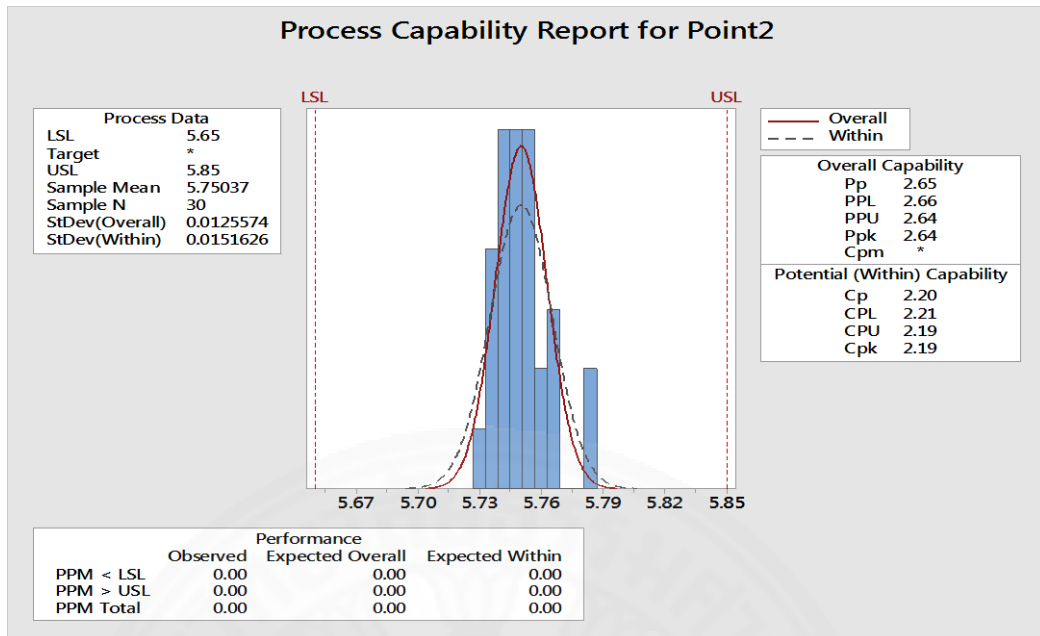 Process Capability Report for Point2
LSL USL
Process Data
LSL 5.65
Target *
USL 5.85
Sample Mean 5.75037
Sample N 30
StDev(Overall) 0.0125574
StDev(Within) 0.0151626
Overall
Within
Overall Capability
Pp 2.65
PPL 2.66
PPU 2.64
Ppk 2.64
Cpm *
Potential (Within) Capability
Cp 2.20
CPL 2.21
CPU 2.19
Cpk 2.19
5.67 5.70 5.73 5.76 5.79 5.82 5.85
Performance
Observed Expected Overall Expected Within
PPM < LSL 0.00 0.00 0.00
PPM > USL 0.00 0.00 0.00
PPM Total 0.00 0.00 0.00